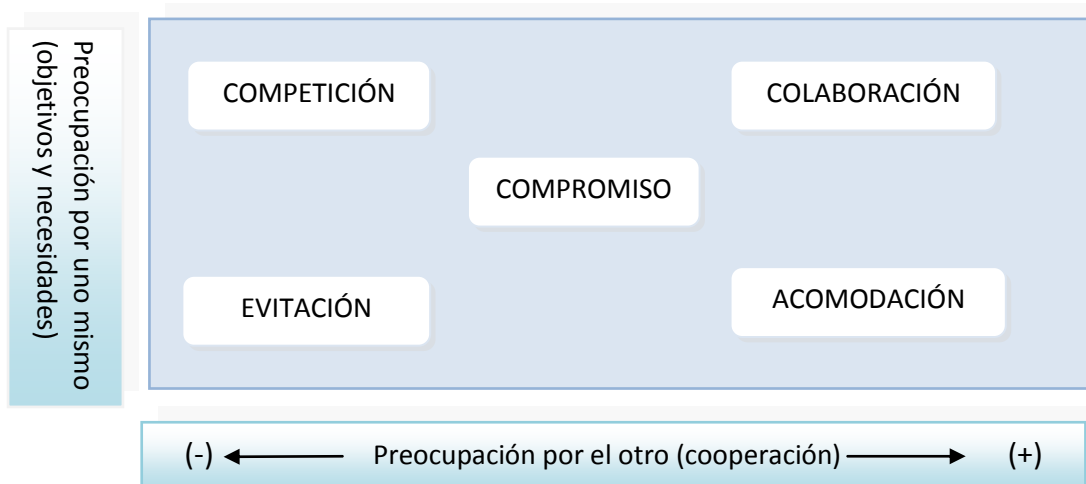 Preocupación por uno mismo
(objetivos y necesidades)
COMPETICIÓN
COLABORACIÓN
COMPROMISO
EVITACIÓN
ACOMODACIÓN
(-) Preocupación por el otro (cooperación) (+)